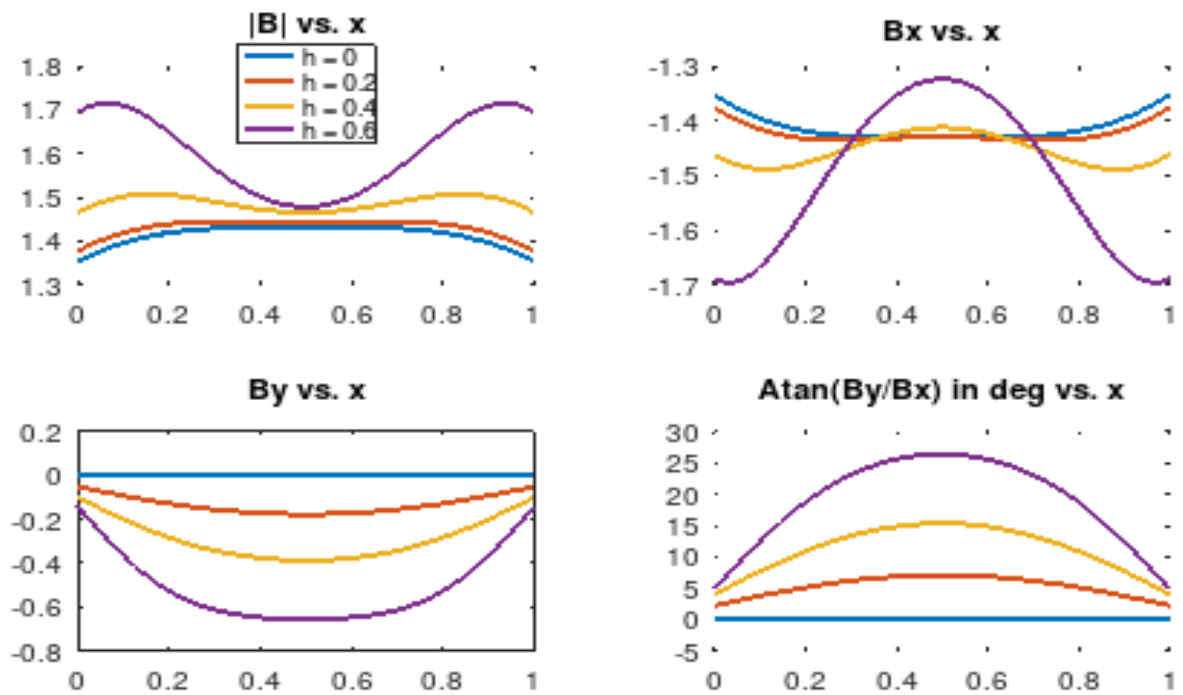 |B| vs. x
h = 0
h = 0.2
h = 0.4
h = 0.6
1.8
1.7
1.6
1.5
1.4
1.3
0 0.2 0.4 0.6 0.8 1
Bx vs. x
-1.3
-1.4
-1.5
-1.6
-1.7
0 0.2 0.4 0.6 0.8 1
By vs. x
0.2
0
-0.2
-0.4
-0.6
-0.8
0 0.2 0.4 0.6 0.8 1
Atan(By/Bx) in deg vs. x
30
25
20
15
10
5
0
-5
0 0.2 0.4 0.6 0.8 1